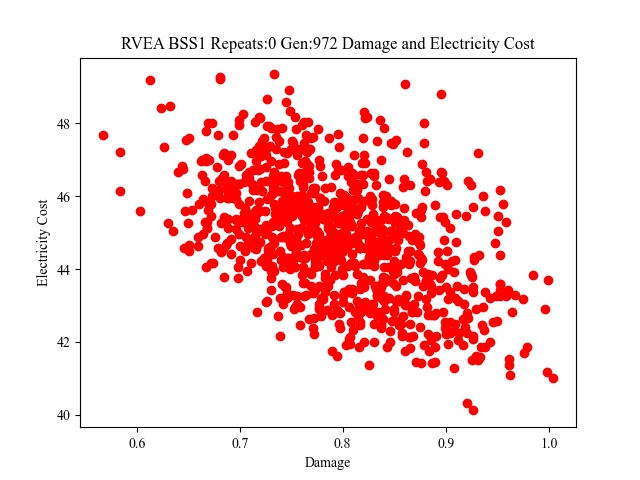 RVEA BSS1 Repeats:0 Gen:972 Damage and Electricity Cost
48
46
44
42
40
Electricity Cost
0.6 0.7 0.8 0.9 1.0
Damage